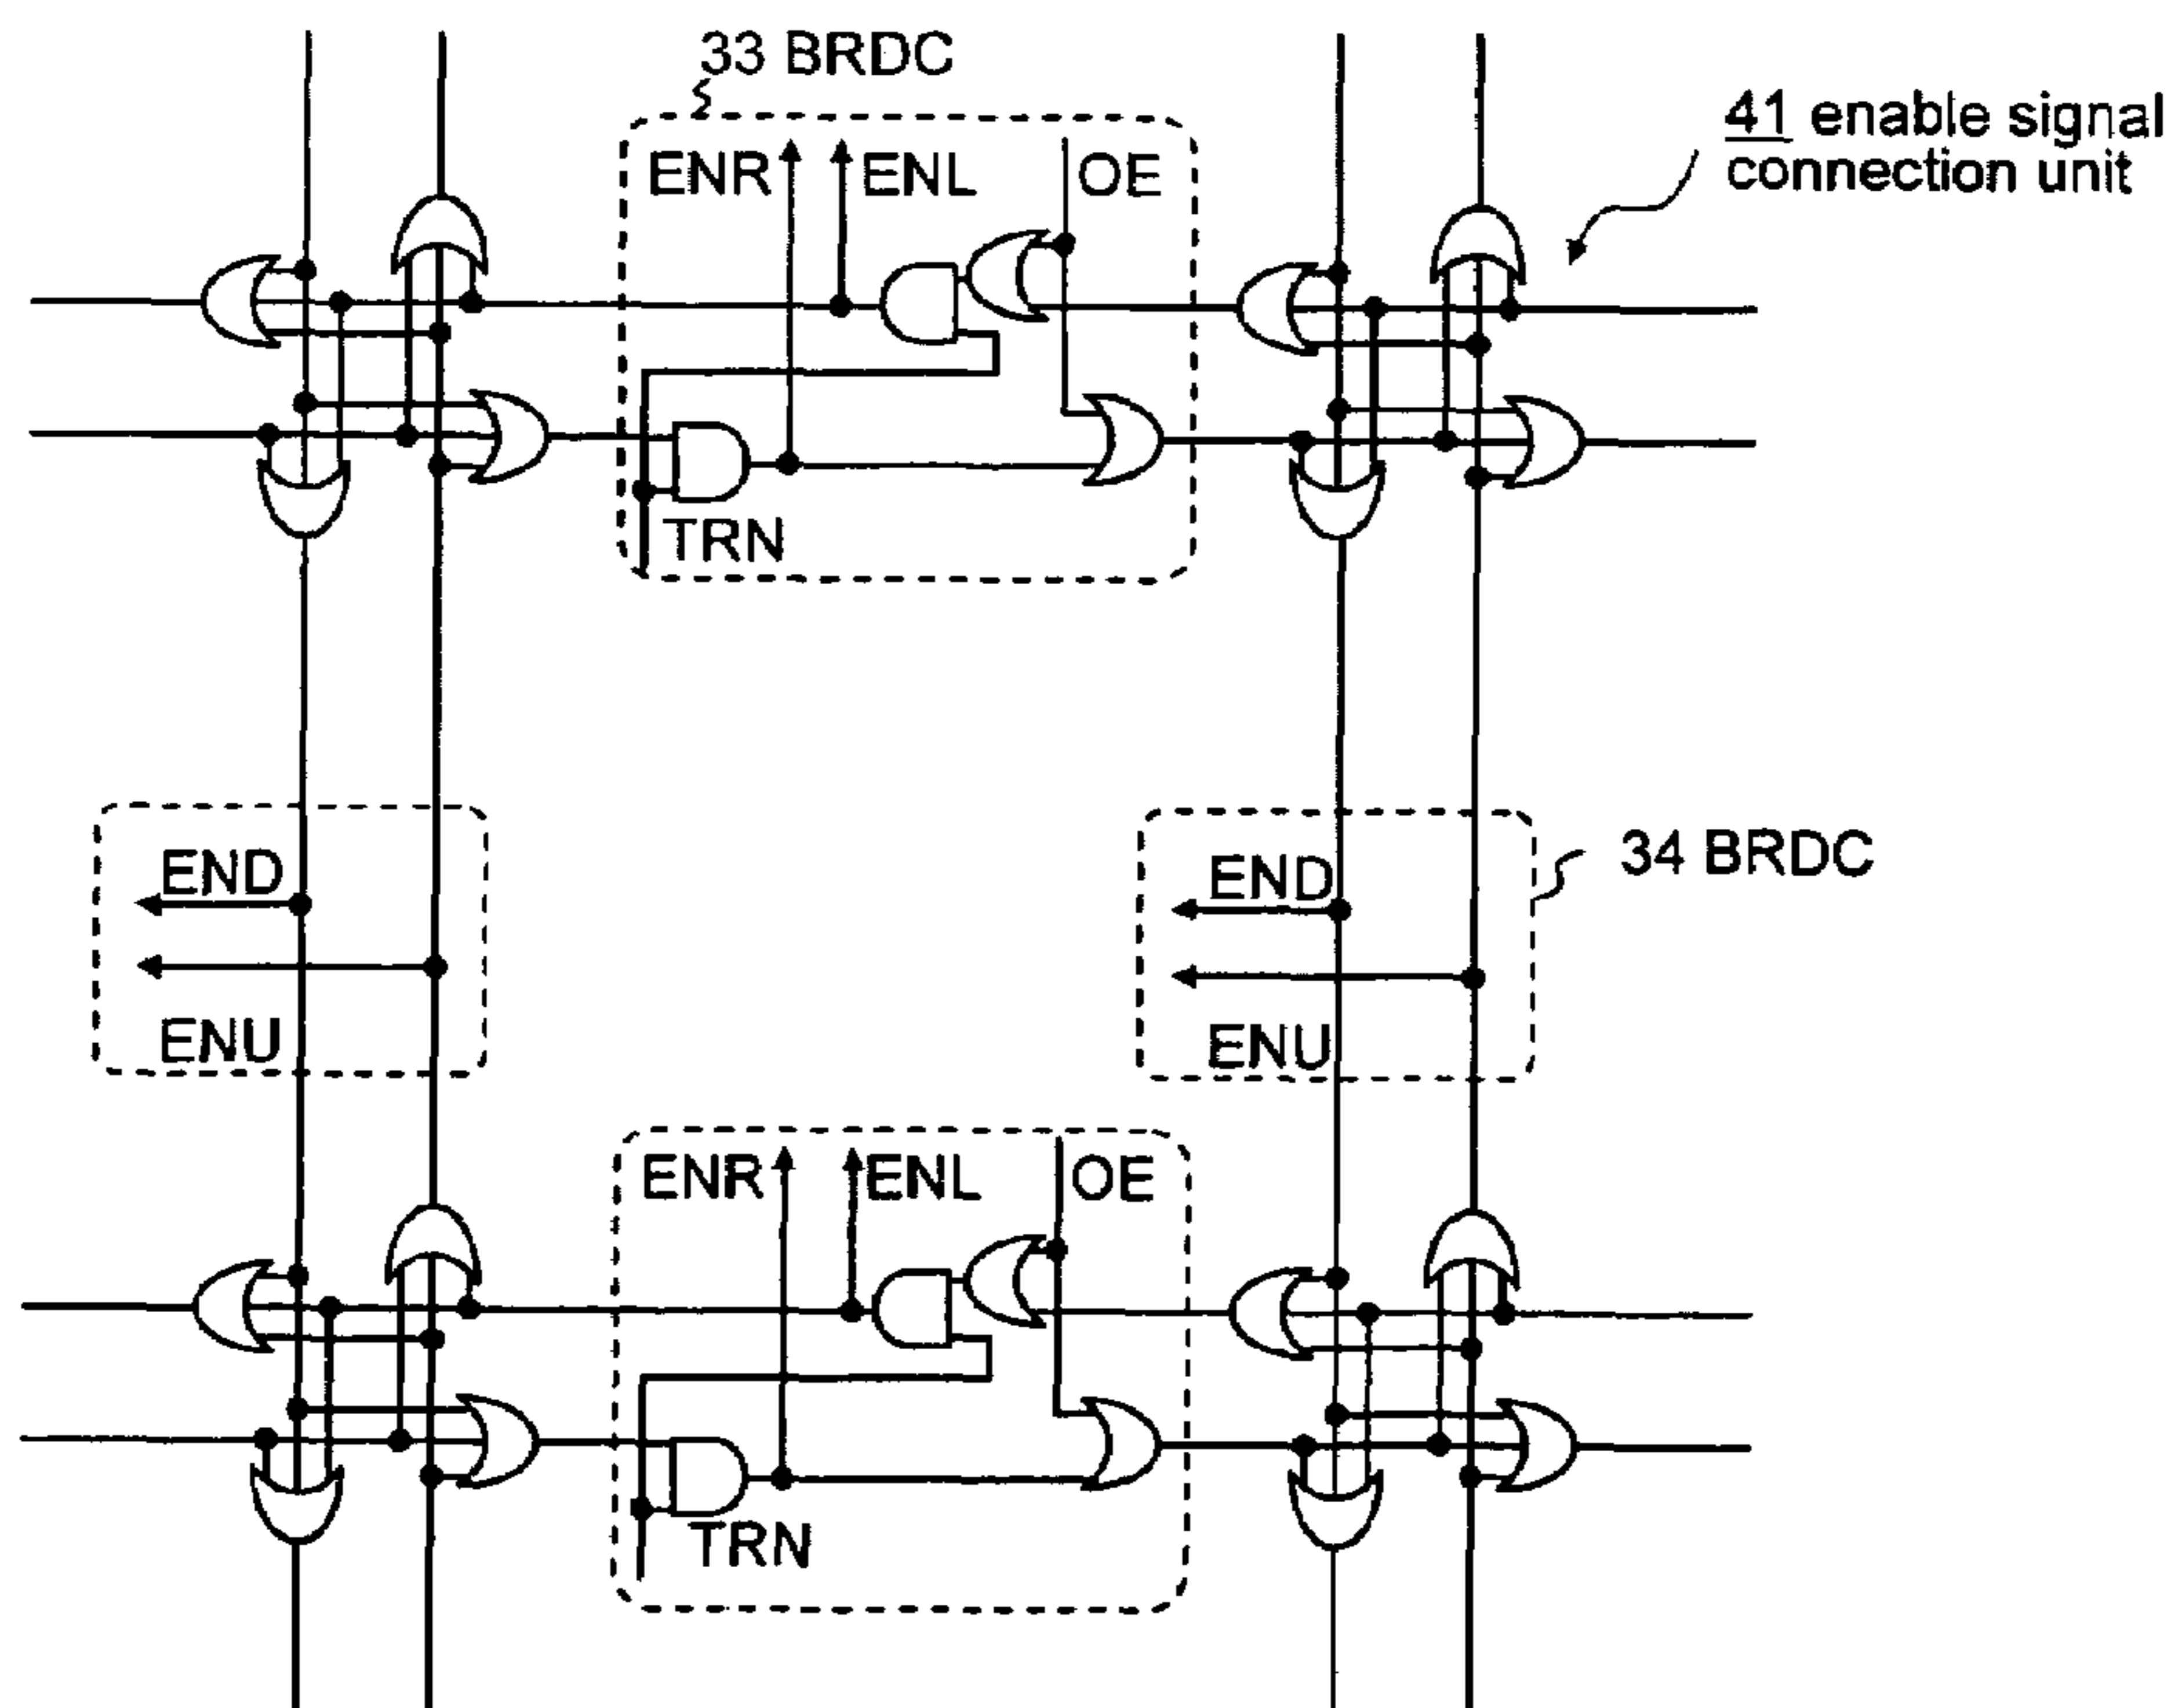 33 BRDC
41 enable signal
connection unit
ENR
ENL
OE
TRN
END
ENU
END
ENU
34 BRDC
ENR
ENL
OE
TRN